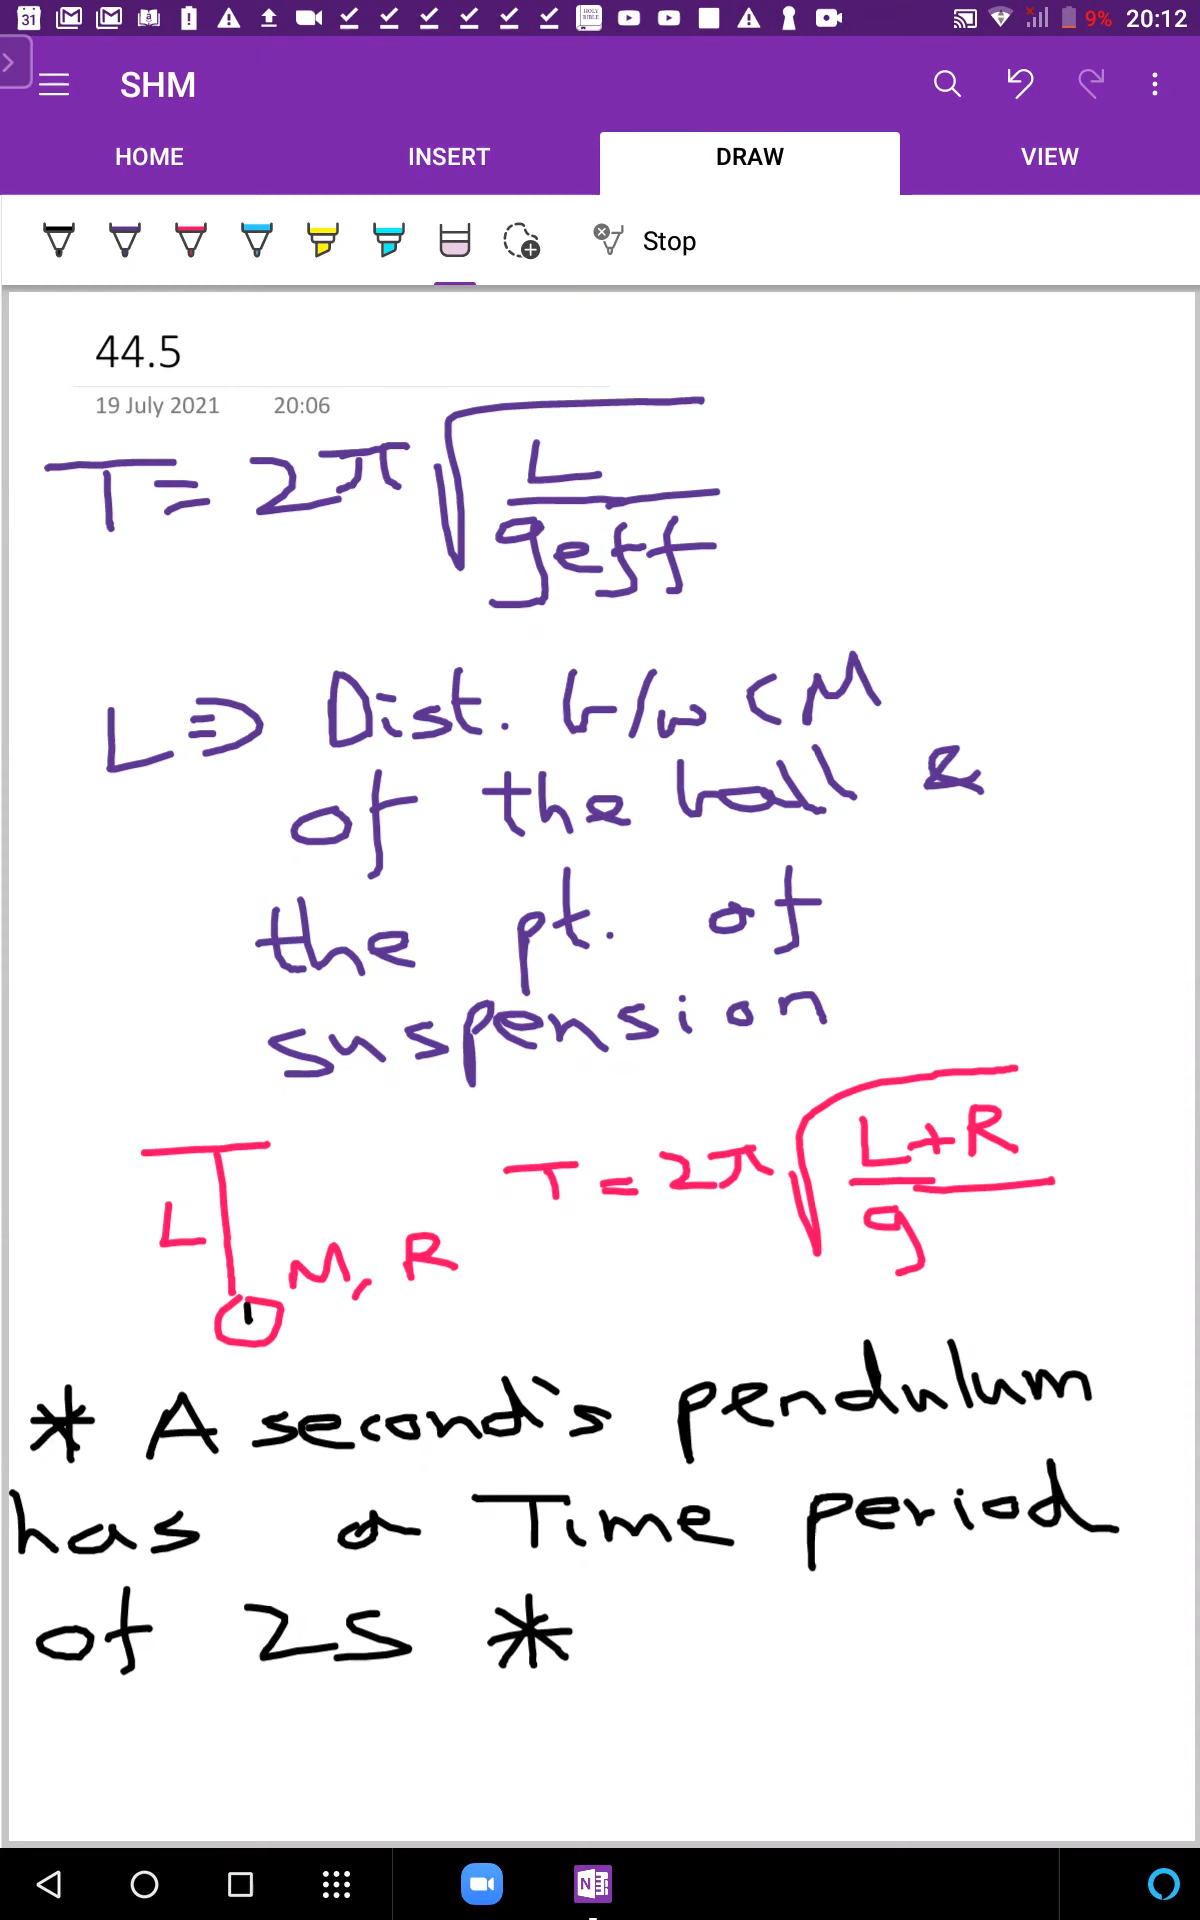 31
9% 20:12
SHM
HOME INSERT DRAW VIEW
Stop
44.5
19 July 2021 20:06
T = 2π √(L/geff)
L ⇒ Dist. b/w CM
of the ball &
the pt. of
suspension
L M, R T = 2π √((L+R)/g)
* A second's pendulum
has a Time period
of 2s *
N